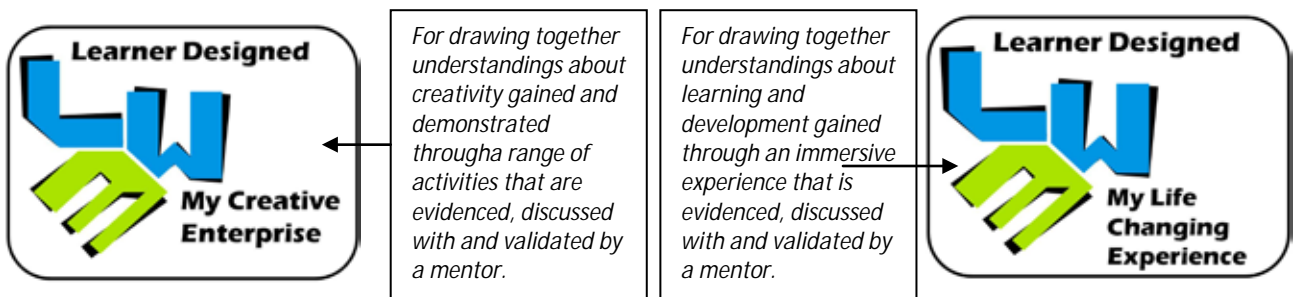 Learner Designed
LW
E
My Creative
Enterprise
For drawing together
understandings about
creativity gained and
demonstrated
througha range of
activities that are
evidenced, discussed
with and validated by
a mentor.
For drawing together
understandings about
learning and
development gained
through an immersive
experience that is
evidenced, discussed
with and validated by
a mentor.
Learner Designed
LW
E
My Life
Changing
Experience